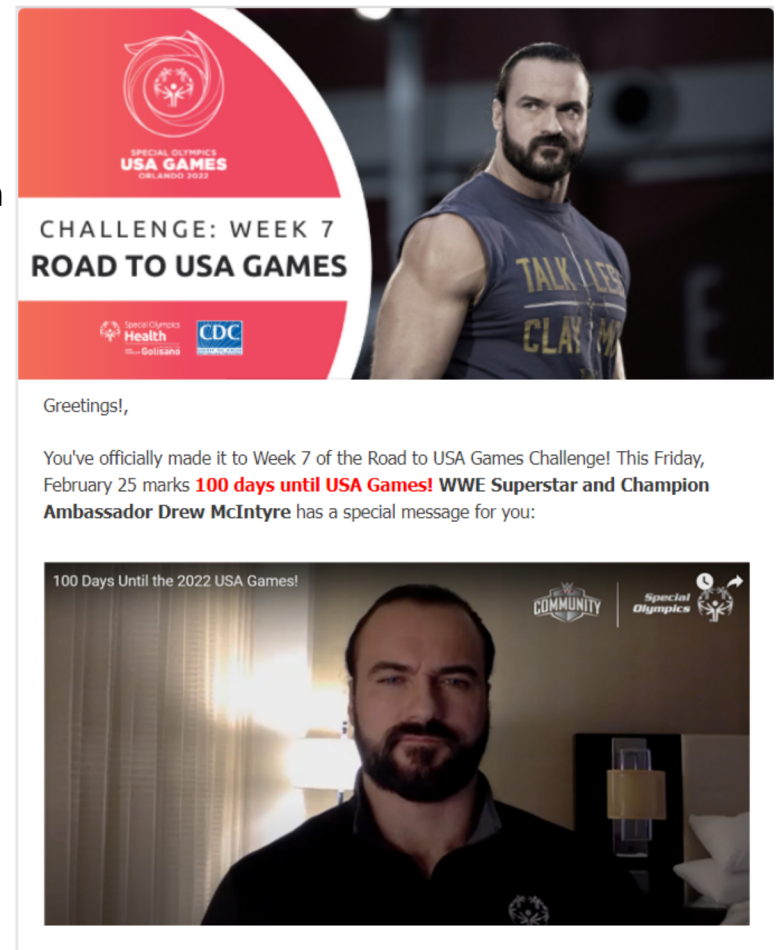 SPECIAL OLYMPICS
USA GAMES
ORLANDO 2022
CHALLENGE: WEEK 7
ROAD TO USA GAMES
Special Olympics
Health
Golisano
CDC
TALK LES
CLAY M
Greetings!,
You've officially made it to Week 7 of the Road to USA Games Challenge! This Friday,
February 25 marks 100 days until USA Games! WWE Superstar and Champion
Ambassador Drew McIntyre has a special message for you:
100 Days Until the 2022 USA Games!
COMMUNITY
Special
Olympics